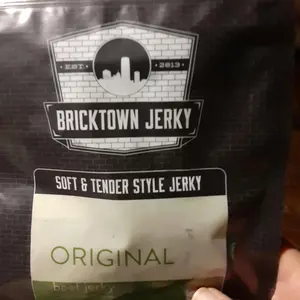 EST. 2013
BRICKTOWN JERKY
SOFT & TENDER STYLE JERKY
ORIGINAL
beef jerky